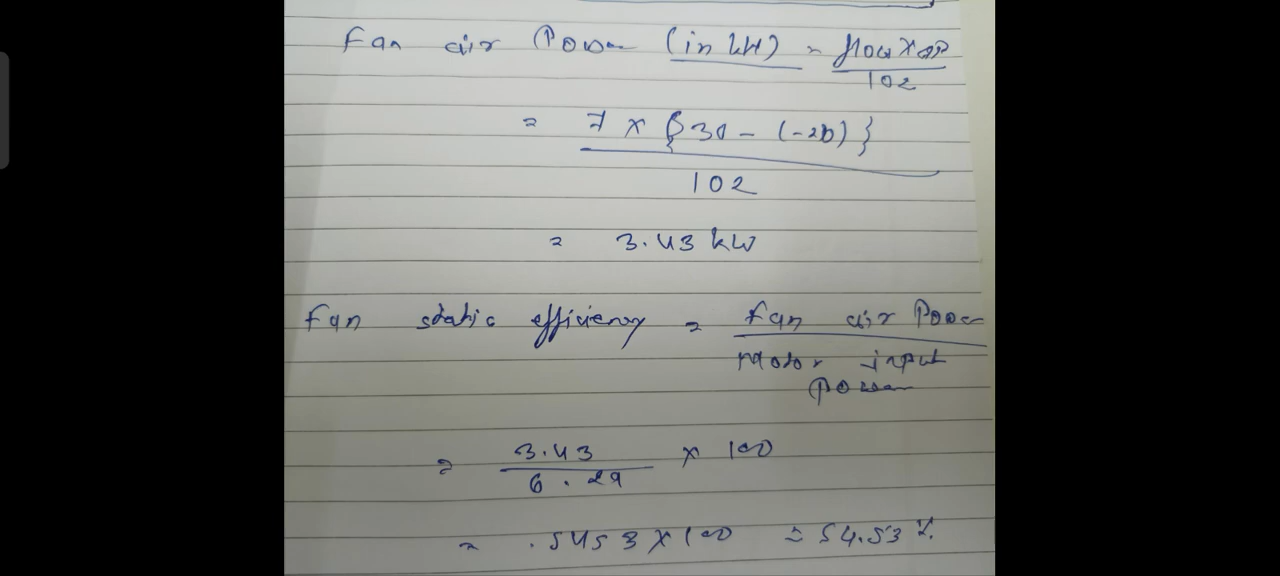 Fan air Power (in kW) = flow x ΔP
102
= 7 x {30 - (-20)}
102
= 3.43 kW
Fan static efficiency = Fan air Power
Motor input
Power
= 3.43 x 100
6.29
= .5453 x 100 = 54.53 %.